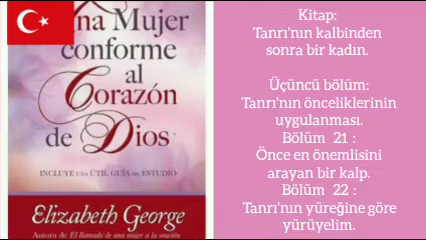 na Mujer
conforme
al
Corazón
de Dios
INCLUYE UNA ÚTIL GUÍA DE ESTUDIO
Elizabeth George
Autora de El llamado de una mujer a la oración
Kitap:
Tanrı'nın kalbinden
sonra bir kadın.
Üçüncü bölüm:
Tanrı'nın önceliklerinin
uygulanması.
Bölüm 21 :
Önce en önemlisini
arayan bir kalp.
Bölüm 22 :
Tanrı'nın yüreğine göre
yürüyelim.